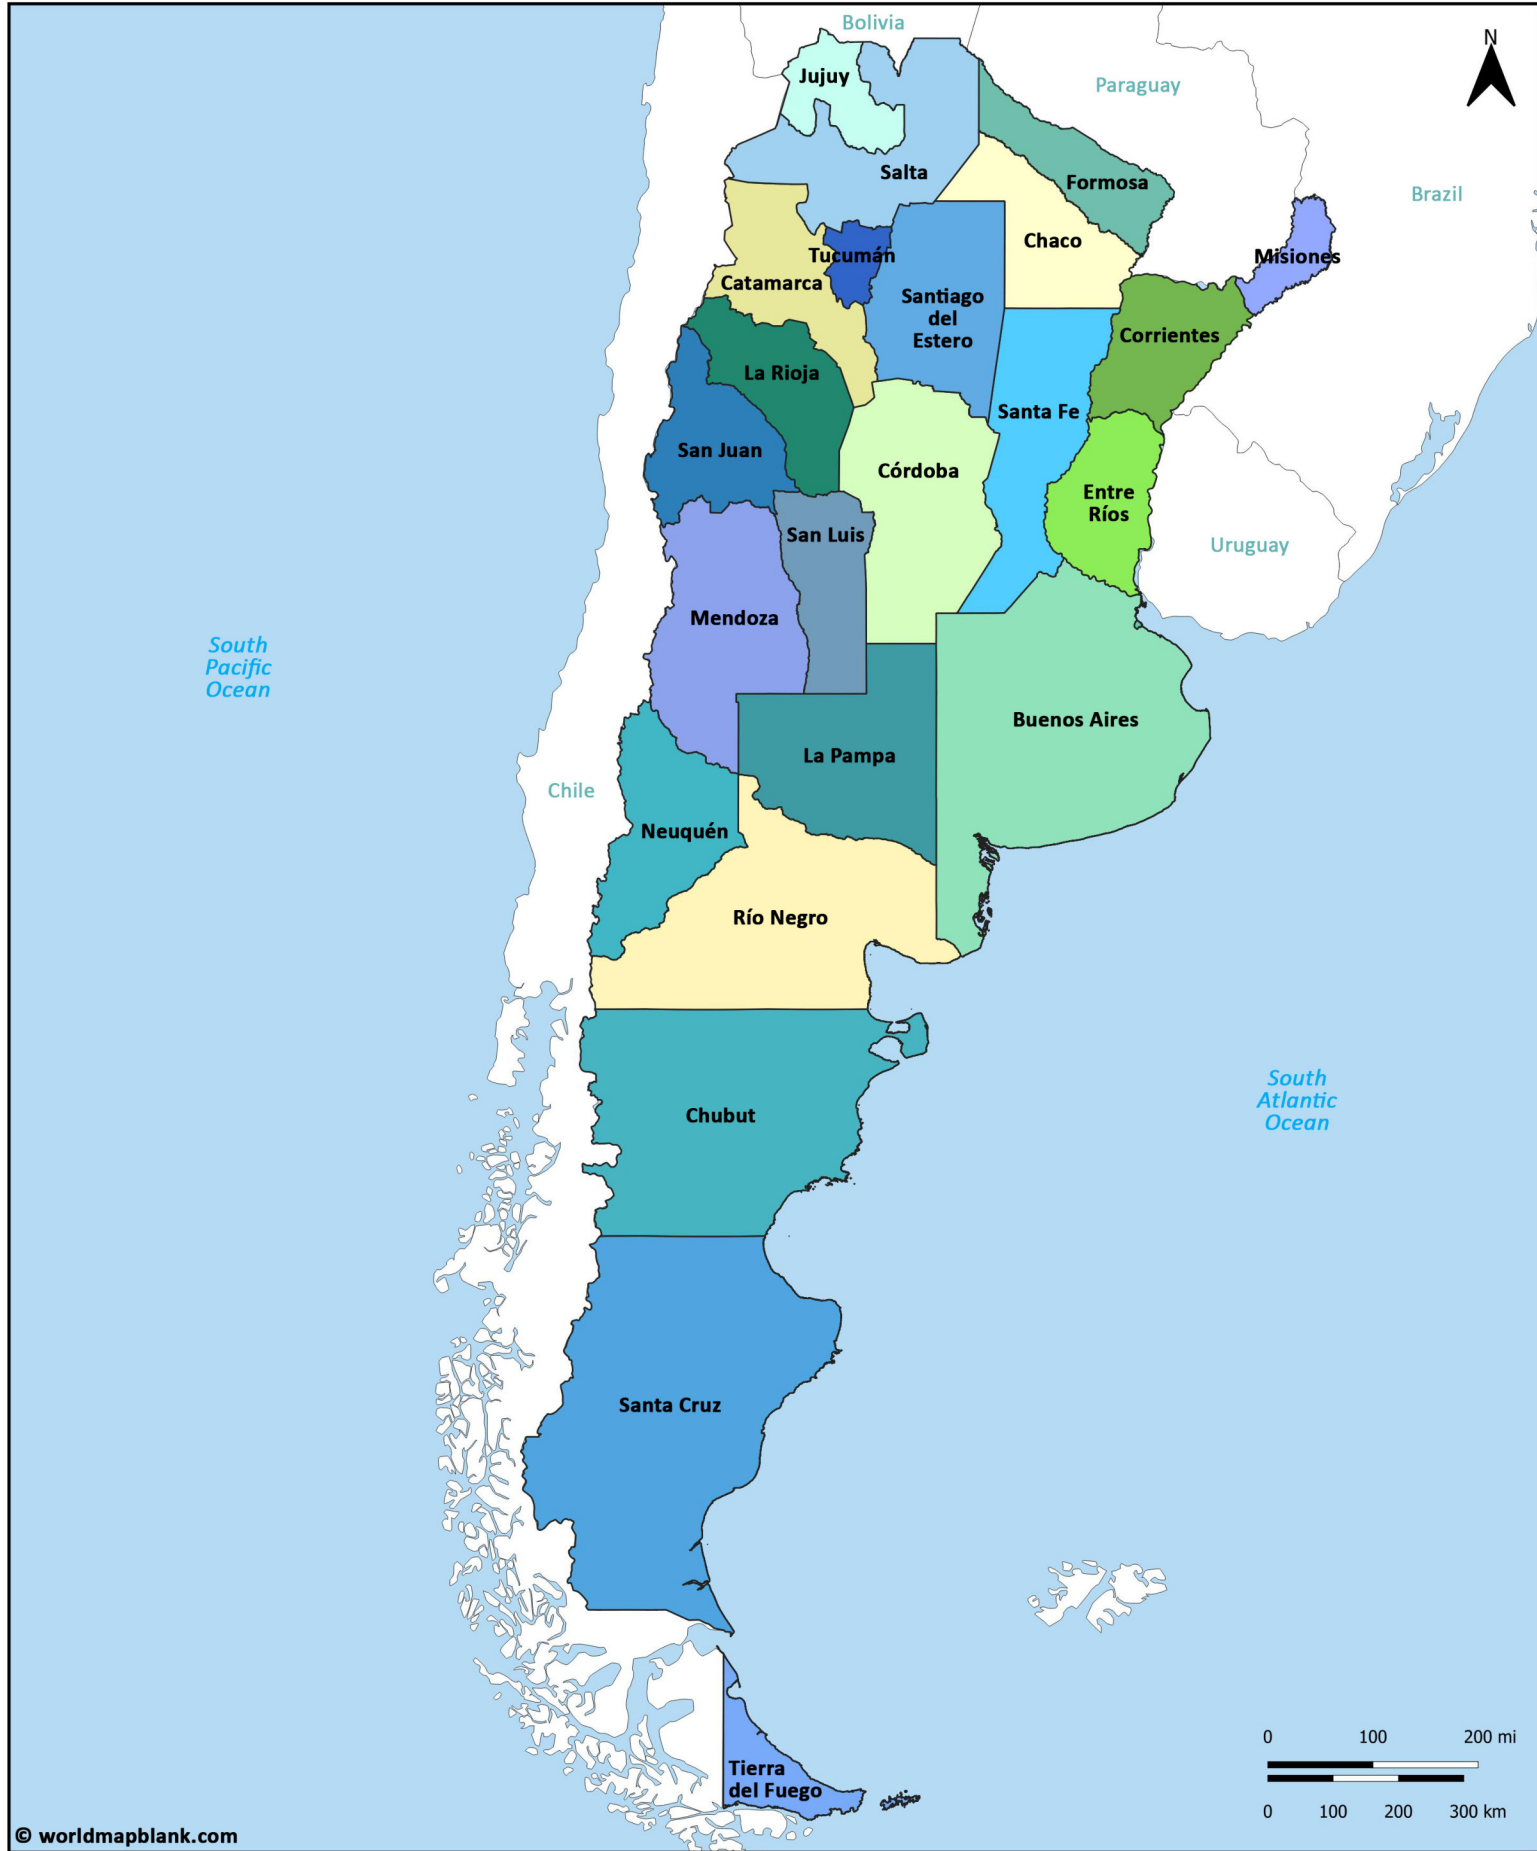 Bolivia
N
Jujuy
Paraguay
Salta
Formosa
Brazil
Chaco
Tucumán
Misiones
Catamarca
Santiago
del
Estero
Corrientes
La Rioja
Santa Fe
San Juan
Córdoba
Entre
Ríos
San Luis
Uruguay
Mendoza
South
Pacific
Ocean
Buenos Aires
La Pampa
Chile
Neuquén
Río Negro
South
Atlantic
Ocean
Chubut
Santa Cruz
Tierra
del Fuego
0 100 200 mi
0 100 200 300 km
© worldmapblank.com